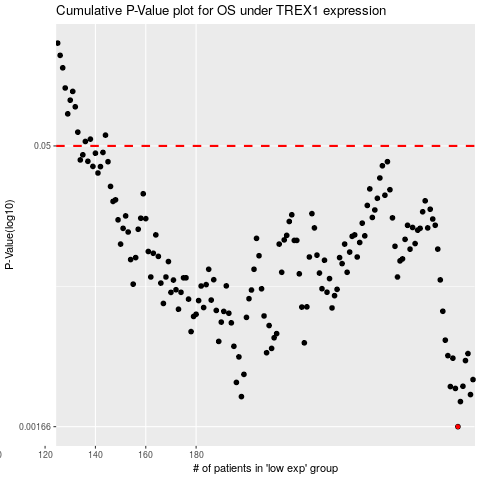 Cumulative P-Value plot for OS under TREX1 expression
P-Value(log10)
0.05
0.00166
0 120 140 160 180
# of patients in 'low exp' group